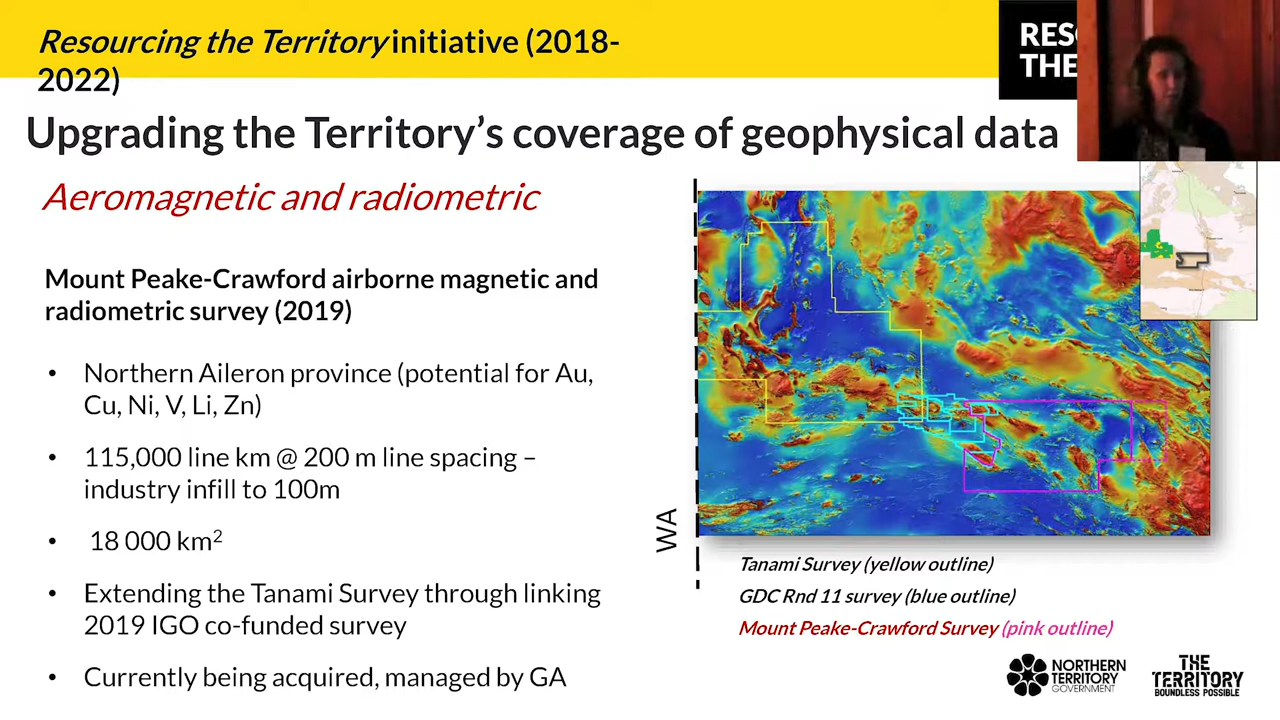 Resourcing the Territory initiative (2018-
2022)
RES
THE
Upgrading the Territory’s coverage of geophysical data
Aeromagnetic and radiometric
Mount Peake-Crawford airborne magnetic and
radiometric survey (2019)
• Northern Aileron province (potential for Au,
Cu, Ni, V, Li, Zn)
• 115,000 line km @ 200 m line spacing –
industry infill to 100m
• 18 000 km²
• Extending the Tanami Survey through linking
2019 IGO co-funded survey
• Currently being acquired, managed by GA
WA
Tanami Survey (yellow outline)
GDC Rnd 11 survey (blue outline)
Mount Peake-Crawford Survey (pink outline)
NORTHERN
TERRITORY
GOVERNMENT
THE
TERRITORY
BOUNDLESS POSSIBLE